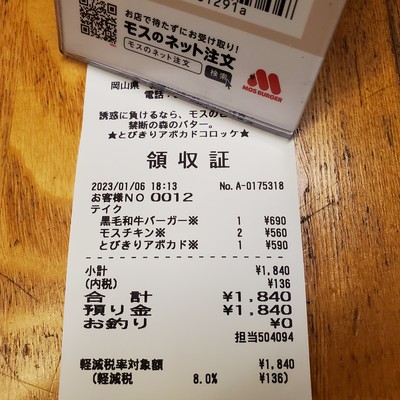 1291a
お店で待たずにお受け取り!
モスのネット注文
モスのネット注文 検索
MOS BURGER
岡山県
電話
誘惑に負けるなら、モスの
禁断の森のバター。
★とびきりアボカドコロッケ★
領収証
2023/01/06 18:13 No.A-0175318
お客様NO 0012
テイク
黒毛和牛バーガー※ 1 ¥690
モスチキン※ 2 ¥560
とびきりアボカド※ 1 ¥590
小計 ¥1,840
(内税) ¥136
合計 ¥1,840
預り金 ¥1,840
お釣り ¥0
担当504094
軽減税率対象額 ¥1,840
(軽減税 8.0% ¥136)